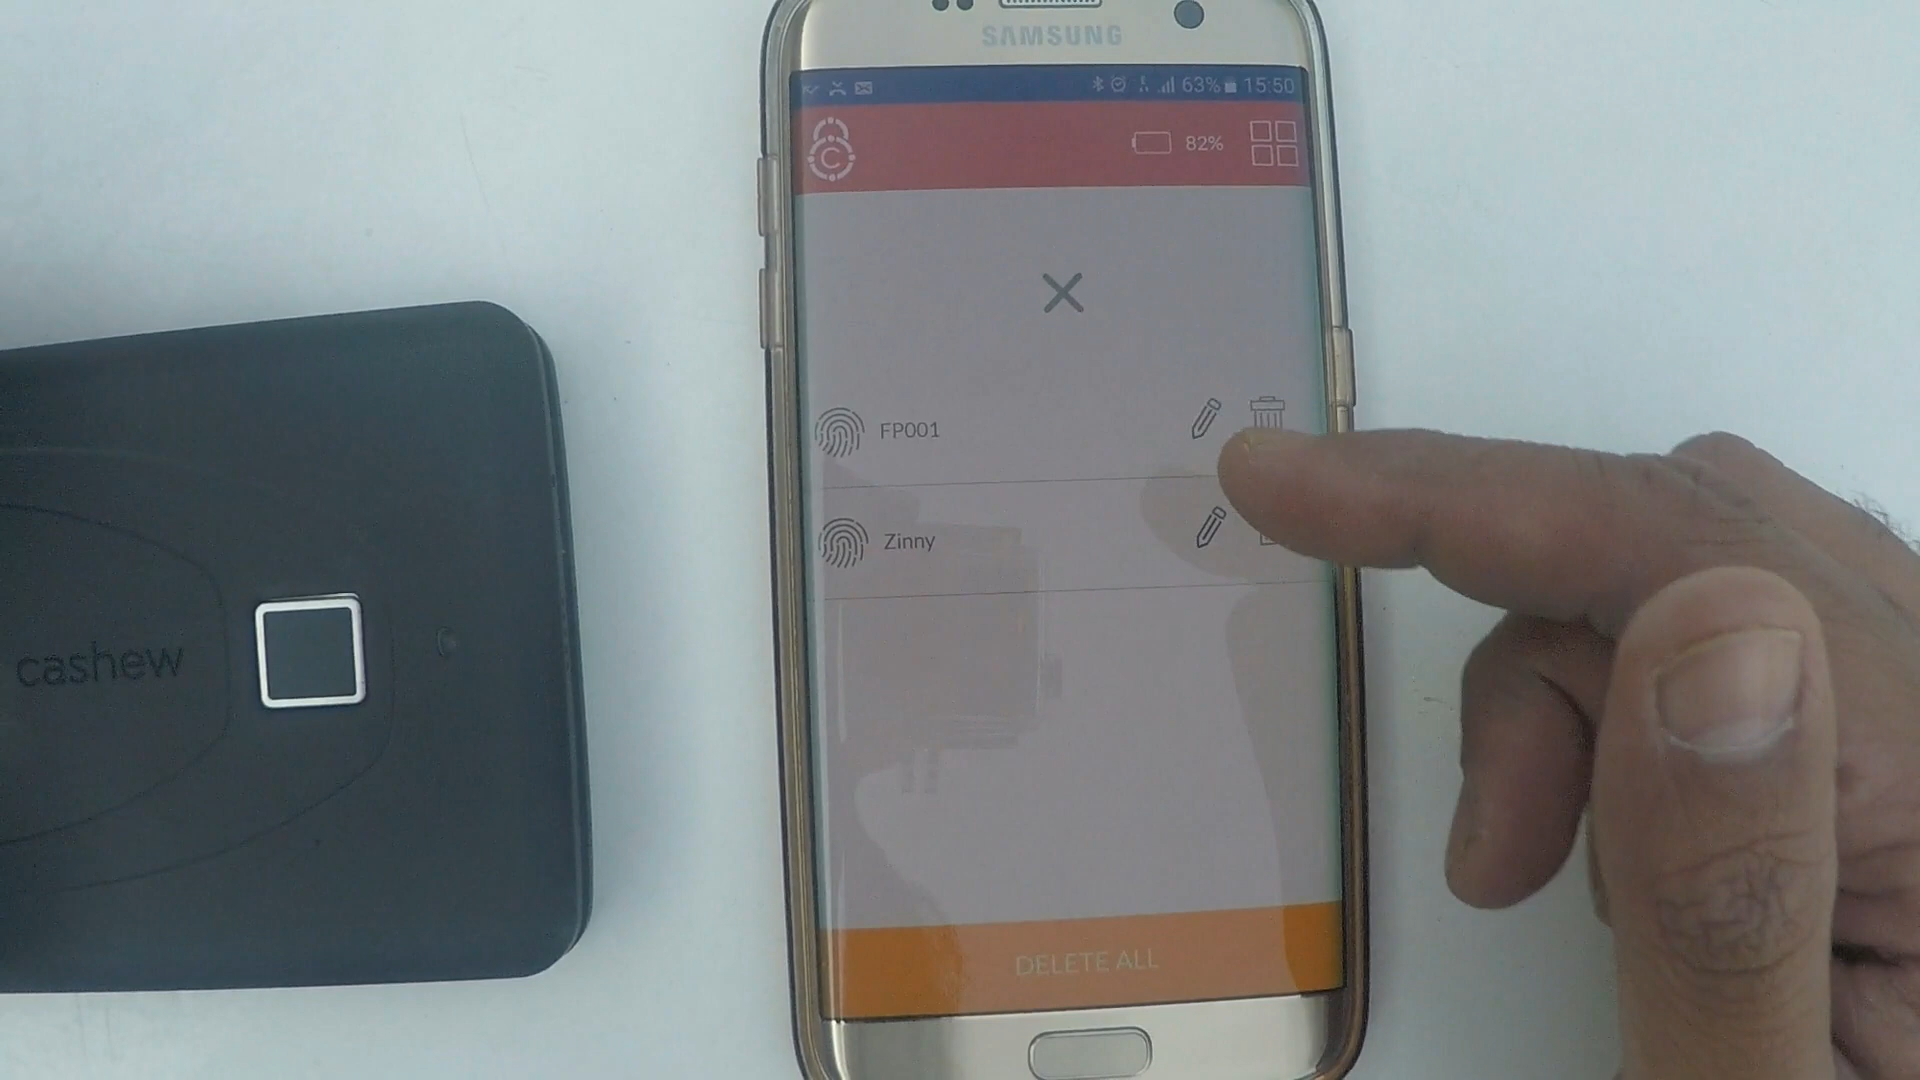 SAMSUNG
63% 15:50
C 82%
FP001
Zinny
cashew
DELETE ALL